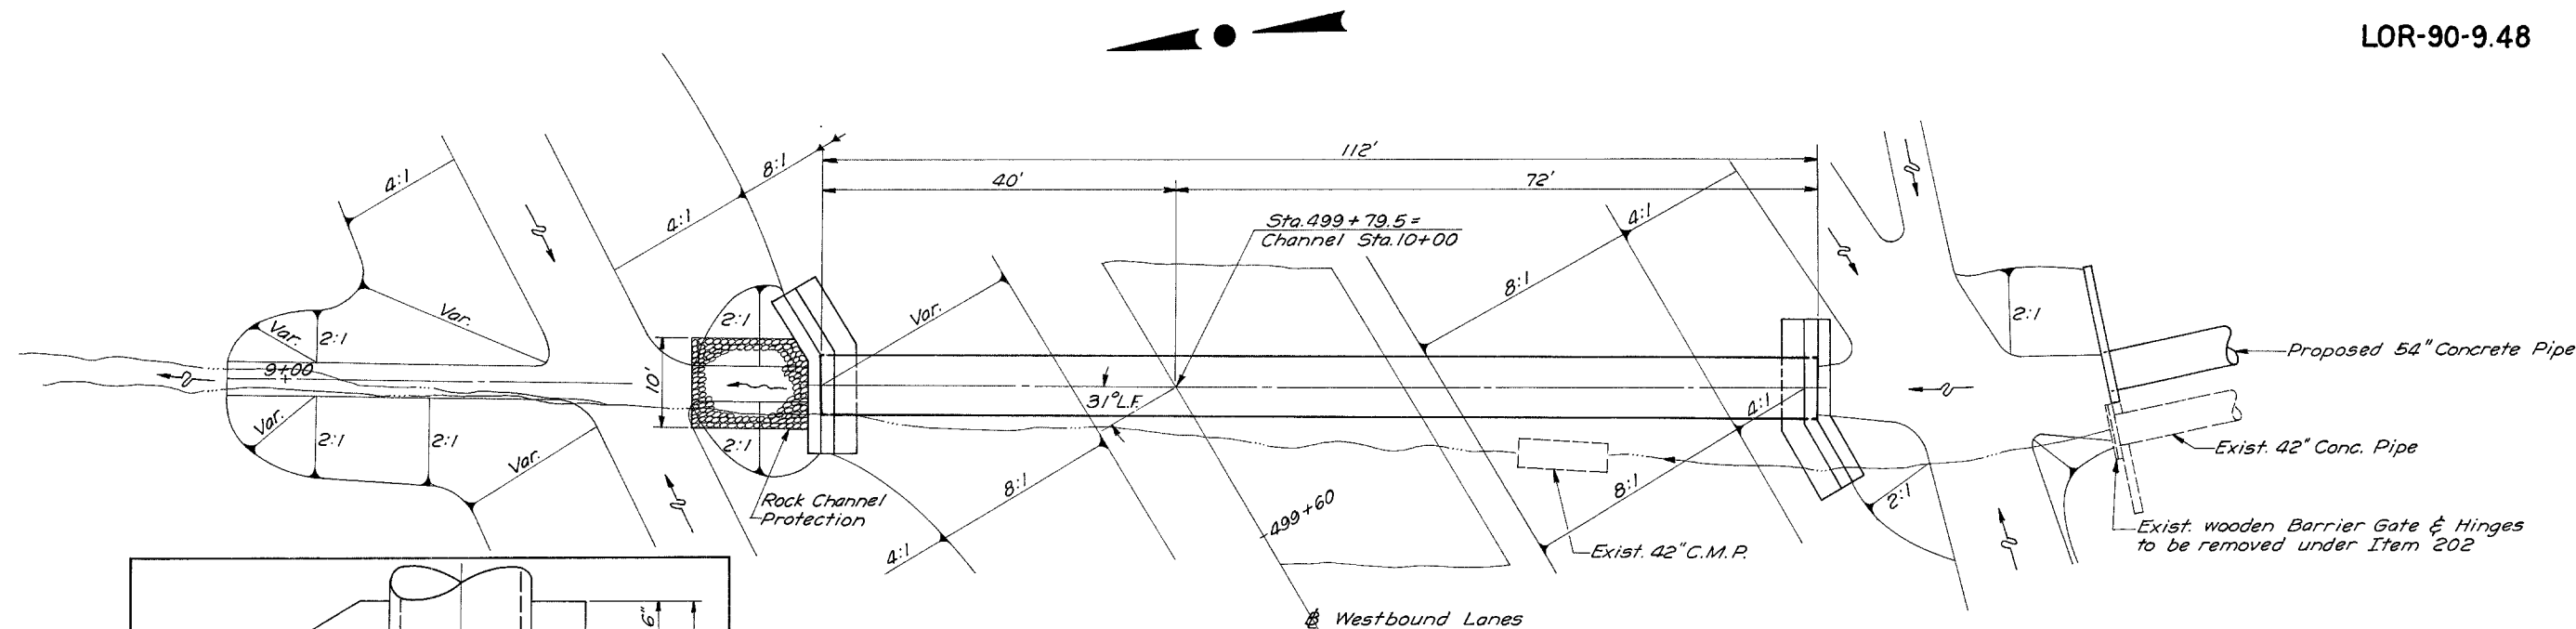 LOR-90-9.48
112'
40'
72'
4:1
8:1
4:1
Sta. 499 + 79.5 =
Channel Sta. 10+00
4:1
8:1
Var.
Var.
Var.
2:1
2:1
2:1
9+00
10'
31° L.F.
Proposed 54" Concrete Pipe
4:1
Var.
2:1
2:1
Var.
2:1
Exist. 42" Conc. Pipe
8:1
8:1
2:1
Rock Channel
Protection
499+60
Exist. wooden Barrier Gate & Hinges
to be removed under Item 202
4:1
Exist. 42" C.M.P.
6"
Westbound Lanes